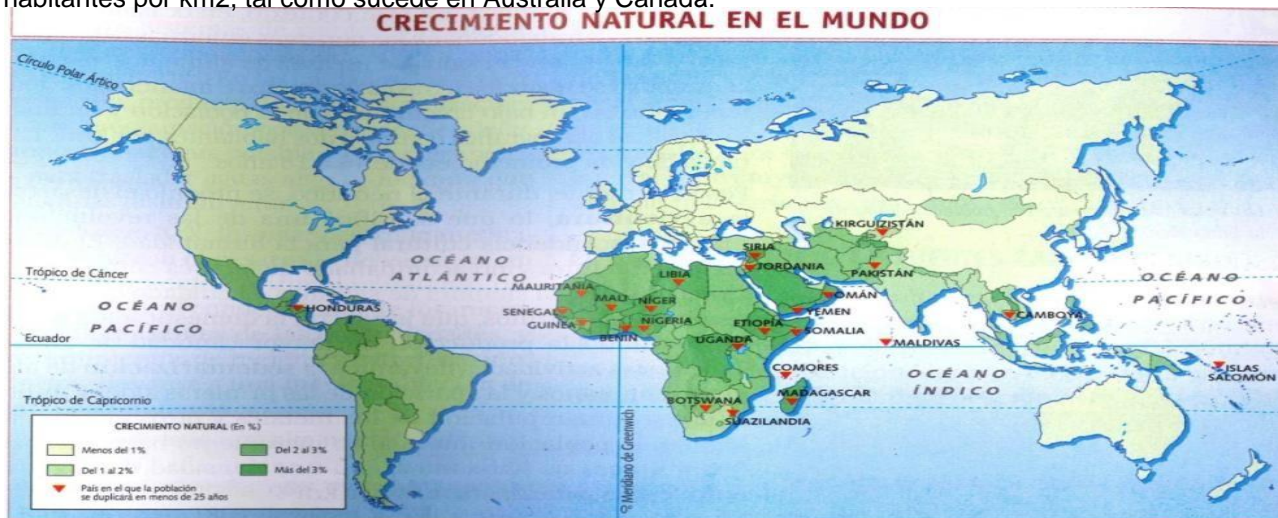 habitantes por km2, tal como sucede en Australia y Canadá.
CRECIMIENTO NATURAL EN EL MUNDO
Círculo Polar Ártico
OCÉANO
ATLÁNTICO
Trópico de Cáncer
OCÉANO
PACÍFICO
HONDURAS
Ecuador
Trópico de Capricornio
MAURITANIA
MALI
NÍGER
LIBIA
SENEGAL
GUINEA
BENÍN
NIGERIA
SIRIA
JORDANIA
KIRGUIZISTÁN
PAKISTÁN
OMÁN
YEMEN
ETIOPÍA
SOMALIA
UGANDA
MALDIVAS
CAMBOYA
OCÉANO
PACÍFICO
COMORES
OCÉANO
ÍNDICO
ISLAS
SALOMÓN
BOTSWANA
MADAGASCAR
SUAZILANDIA
Meridiano de Greenwich
0º
CRECIMIENTO NATURAL (En %)
Menos del 1%
Del 2 al 3%
Del 1 al 2%
Más del 3%
País en el que la población
se duplicará en menos de 25 años